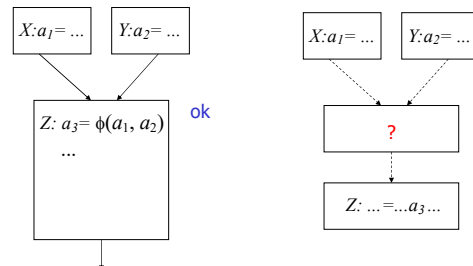 X:a₁= ...
Y:a₂= ...
Z: a₃= ϕ(a₁, a₂)
...
ok
X:a₁= ...
Y:a₂= ...
?
Z: ...=...a₃ ...